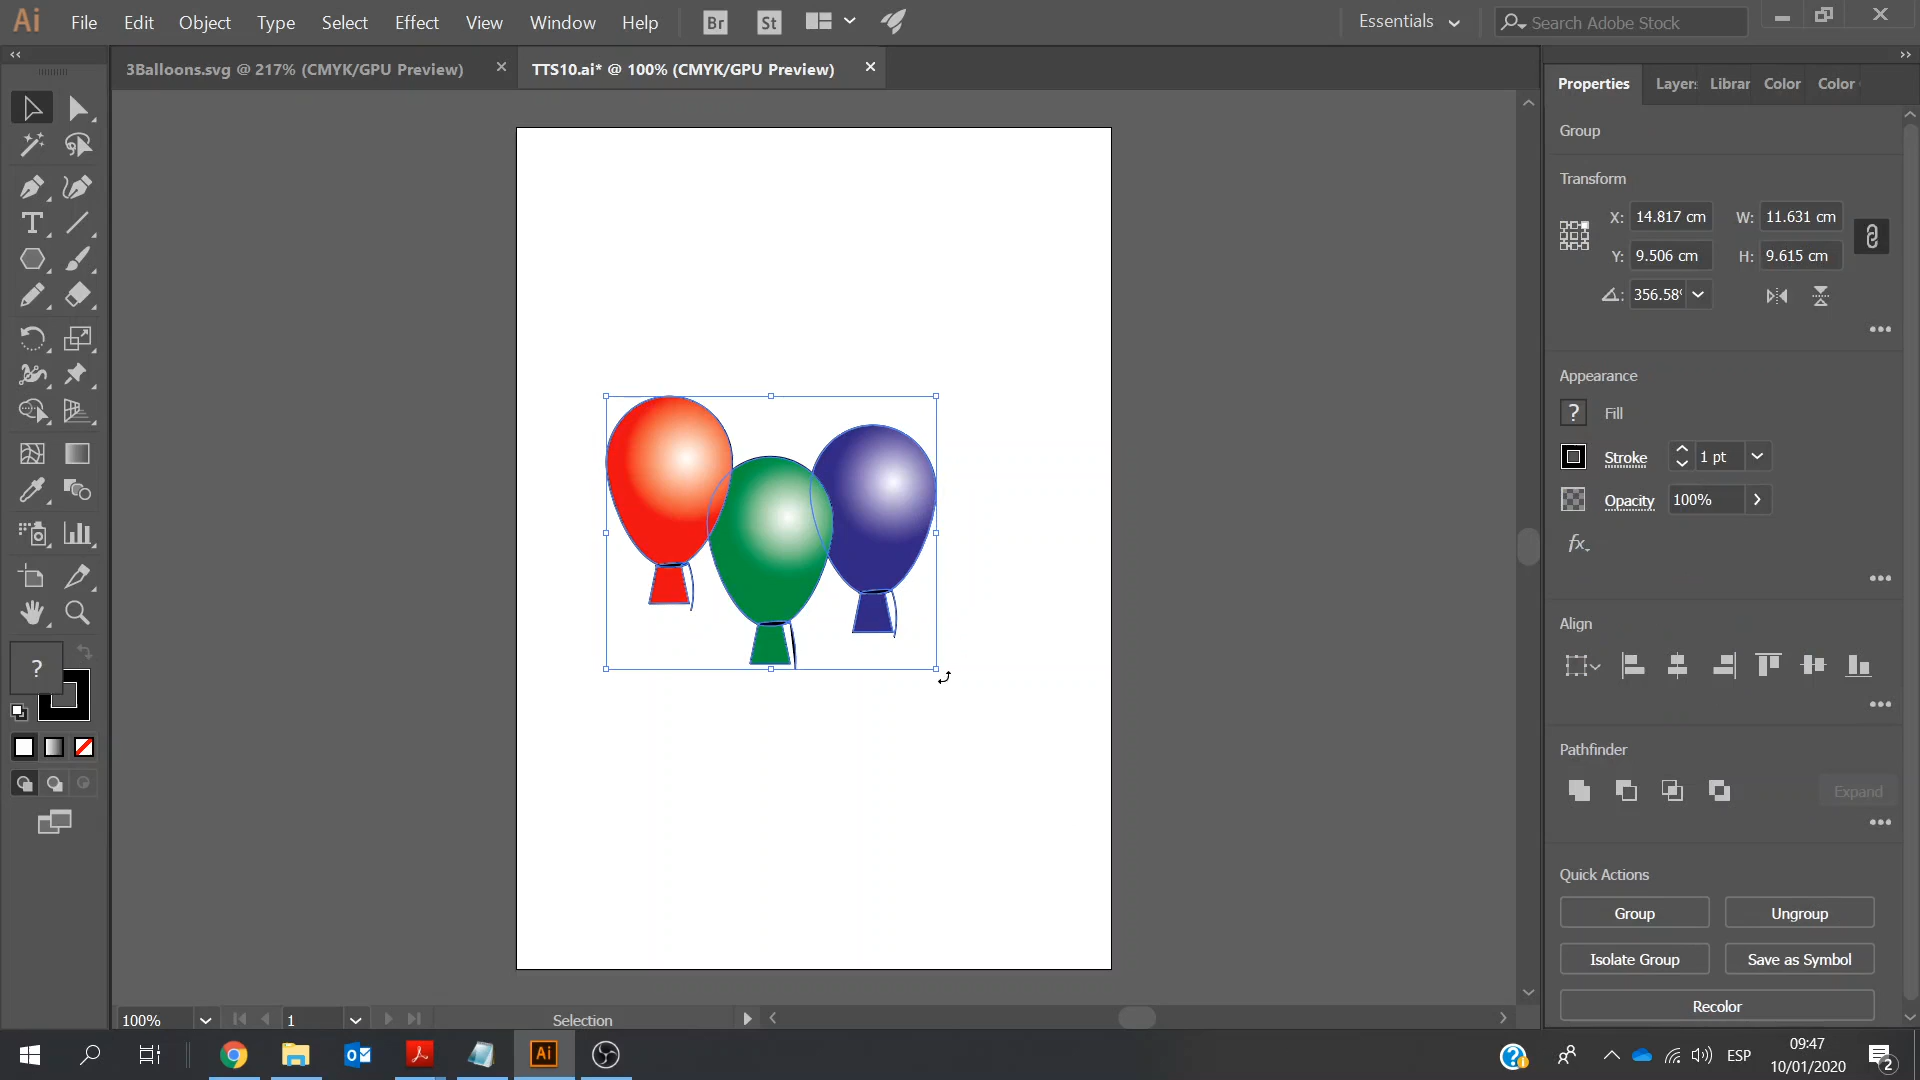 Ai File Edit Object Type Select Effect View Window Help Br St Essentials Search Adobe Stock
3Balloons.svg @ 217% (CMYK/GPU Preview) TTS10.ai* @ 100% (CMYK/GPU Preview)
Properties Layers Librar Color Color
Group
Transform
X: 14.817 cm W: 11.631 cm
Y: 9.506 cm H: 9.615 cm
356.58°
Appearance
? Fill
Stroke 1 pt
Opacity 100%
fx.
Align
Pathfinder
Expand
Quick Actions
Group Ungroup
Isolate Group Save as Symbol
Recolor
T
?
100% 1 Selection
Ai ESP 09:47
10/01/2020 2